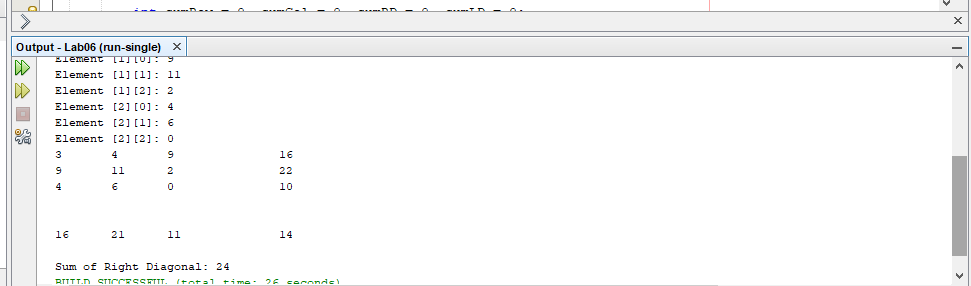 int sumRow = 0, sumCol = 0, sumRD = 0, sumLD = 0;
Output - Lab06 (run-single)
Element [1][0]: 9
Element [1][1]: 11
Element [1][2]: 2
Element [2][0]: 4
Element [2][1]: 6
Element [2][2]: 0
3 4 9 16
9 11 2 22
4 6 0 10
16 21 11 14
Sum of Right Diagonal: 24
BUILD SUCCESSFUL (total time: 26 seconds)